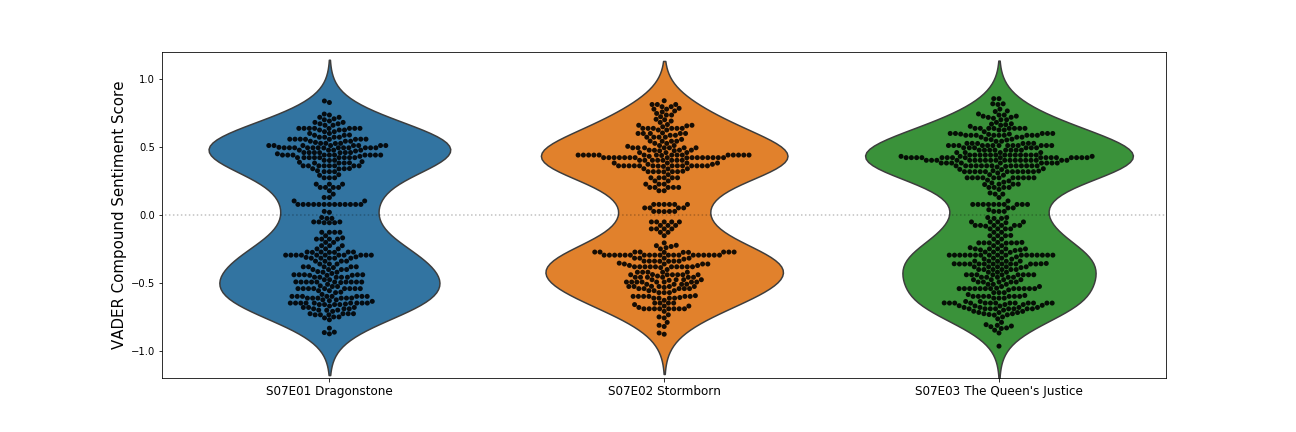 VADER Compound Sentiment Score
1.0
0.5
0.0
−0.5
−1.0
S07E01 Dragonstone
S07E02 Stormborn
S07E03 The Queen's Justice